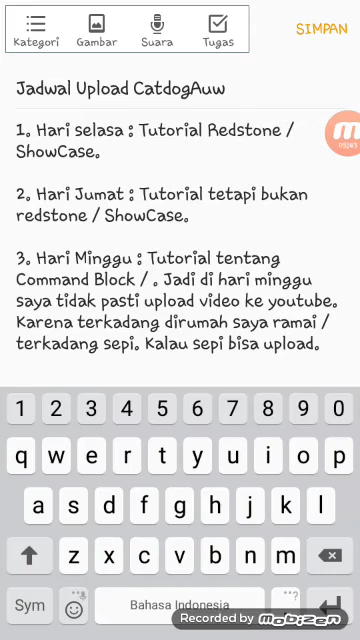 Kategori Gambar Suara Tugas SIMPAN
Jadwal Upload CatdogAuw
1. Hari selasa : Tutorial Redstone /
ShowCase.
2. Hari Jumat : Tutorial tetapi bukan
redstone / ShowCase.
3. Hari Minggu : Tutorial tentang
Command Block / . Jadi di hari minggu
saya tidak pasti upload video ke youtube.
Karena terkadang dirumah saya ramai /
terkadang sepi. Kalau sepi bisa upload.
1 2 3 4 5 6 7 8 9 0
q w e r t y u i o p
a s d f g h j k l
z x c v b n m
Sym Bahasa Indonesia
Recorded by mobizen